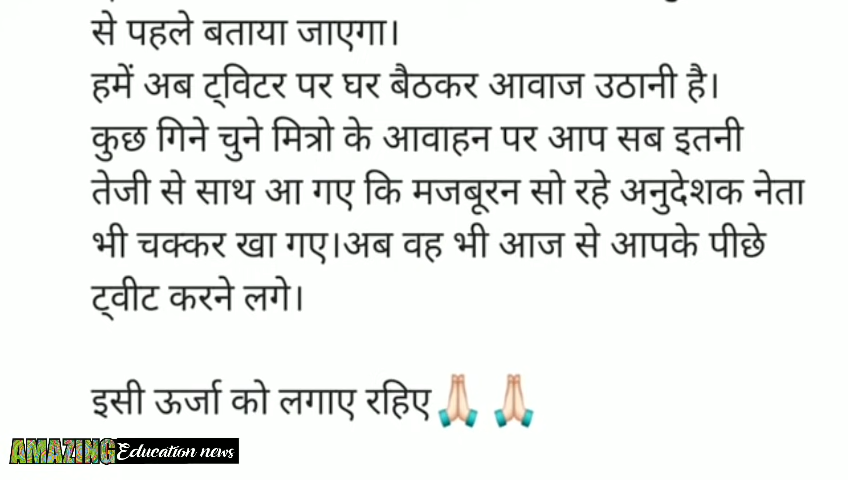 से पहले बताया जाएगा।
हमें अब ट्विटर पर घर बैठकर आवाज उठानी है।
कुछ गिने चुने मित्रो के आवाहन पर आप सब इतनी
तेजी से साथ आ गए कि मजबूरन सो रहे अनुदेशक नेता
भी चक्कर खा गए।अब वह भी आज से आपके पीछे
ट्वीट करने लगे।
इसी ऊर्जा को लगाए रहिए🙏🏻 🙏🏻
AMAZING Education news